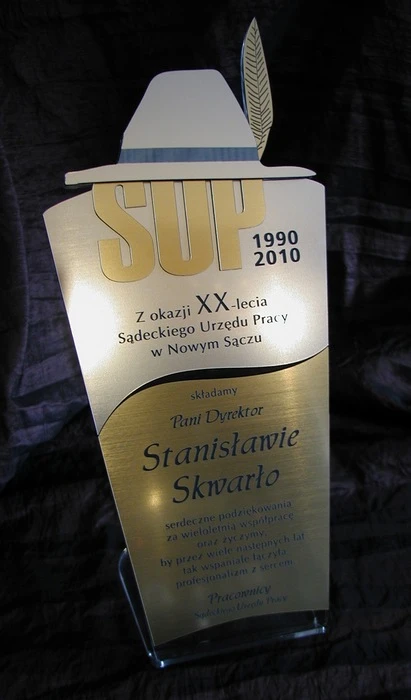 SUP
1990
2010
Z okazji XX-lecia
Sądeckiego Urzędu Pracy
w Nowym Sączu
składamy
Pani Dyrektor
Stanisławie
Skwarło
serdeczne podziękowania
za wieloletnią współpracę
oraz życzymy,
by przez wiele następnych lat
tak wspaniale łączyła
profesjonalizm z sercem.
Pracownicy
Sądeckiego Urzędu Pracy